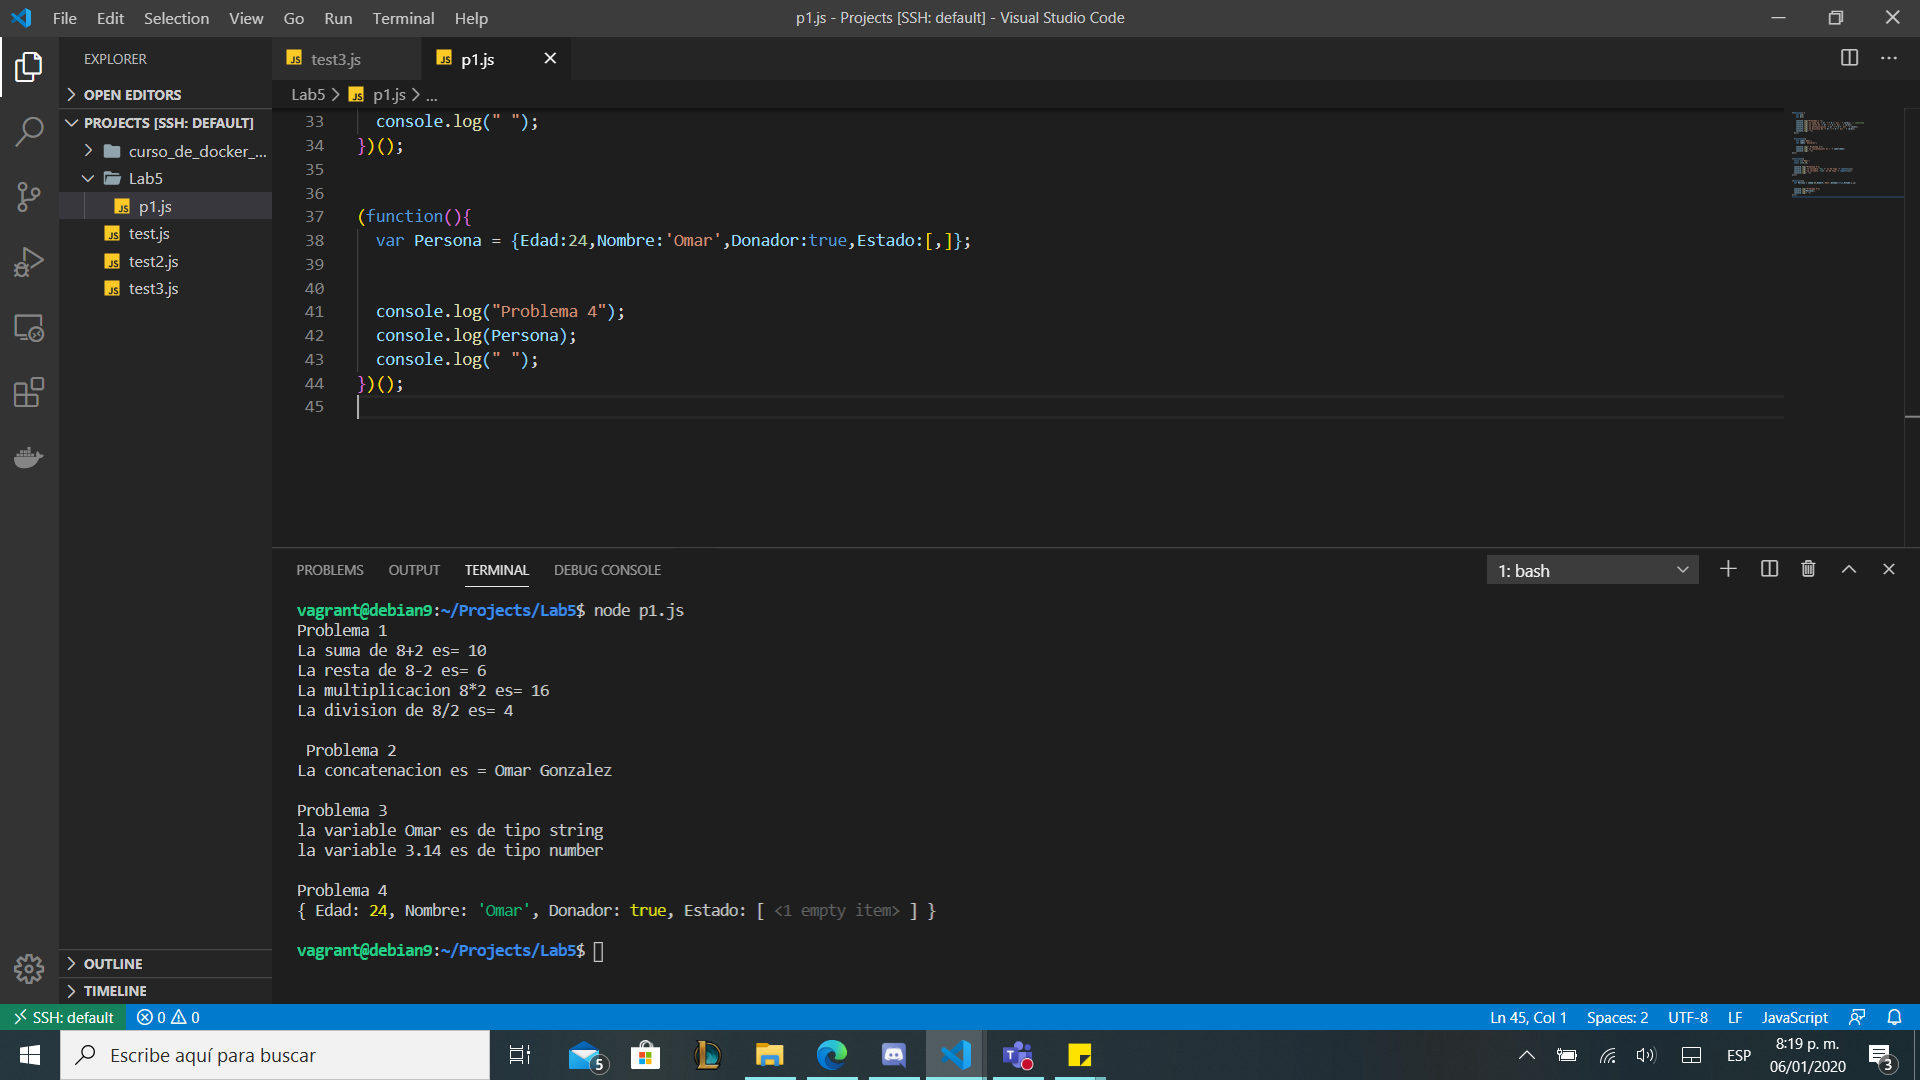 File Edit Selection View Go Run Terminal Help
p1.js - Projects [SSH: default] - Visual Studio Code
EXPLORER
OPEN EDITORS
PROJECTS [SSH: DEFAULT]
curso_de_docker_...
Lab5
JS p1.js
JS test.js
JS test2.js
JS test3.js
OUTLINE
TIMELINE
JS test3.js
JS p1.js
Lab5 > JS p1.js > ...
33 console.log(" ");
34 })();
35
36
37 (function(){
38 var Persona = {Edad:24,Nombre:'Omar',Donador:true,Estado:[,]};
39
40
41 console.log("Problema 4");
42 console.log(Persona);
43 console.log(" ");
44 })();
45
PROBLEMS OUTPUT TERMINAL DEBUG CONSOLE
1: bash
vagrant@debian9:~/Projects/Lab5$ node p1.js
Problema 1
La suma de 8+2 es= 10
La resta de 8-2 es= 6
La multiplicacion 8*2 es= 16
La division de 8/2 es= 4
Problema 2
La concatenacion es = Omar Gonzalez
Problema 3
la variable Omar es de tipo string
la variable 3.14 es de tipo number
Problema 4
{ Edad: 24, Nombre: 'Omar', Donador: true, Estado: [ <1 empty item> ] }
vagrant@debian9:~/Projects/Lab5$
SSH: default 0 0
Ln 45, Col 1 Spaces: 2 UTF-8 LF JavaScript
Escribe aquí para buscar
5
ESP
8:19 p. m.
06/01/2020
3